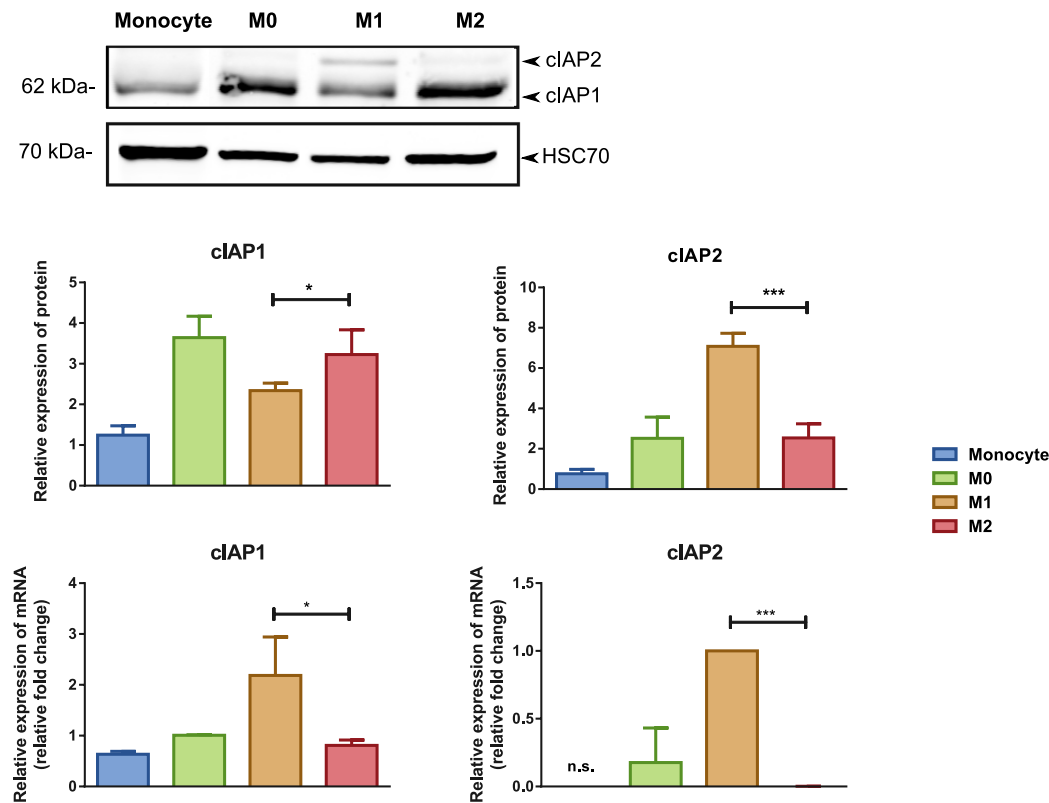 Monocyte M0 M1 M2
cIAP2
62 kDa-
cIAP1
70 kDa-
HSC70
cIAP1
Relative expression of protein
5
4
3
2
1
0
*
cIAP2
Relative expression of protein
10
8
6
4
2
0
***
Monocyte
M0
M1
M2
cIAP1
Relative expression of mRNA
(relative fold change)
4
3
2
1
0
*
cIAP2
Relative expression of mRNA
(relative fold change)
1.5
1.0
0.5
0.0
n.s.
***